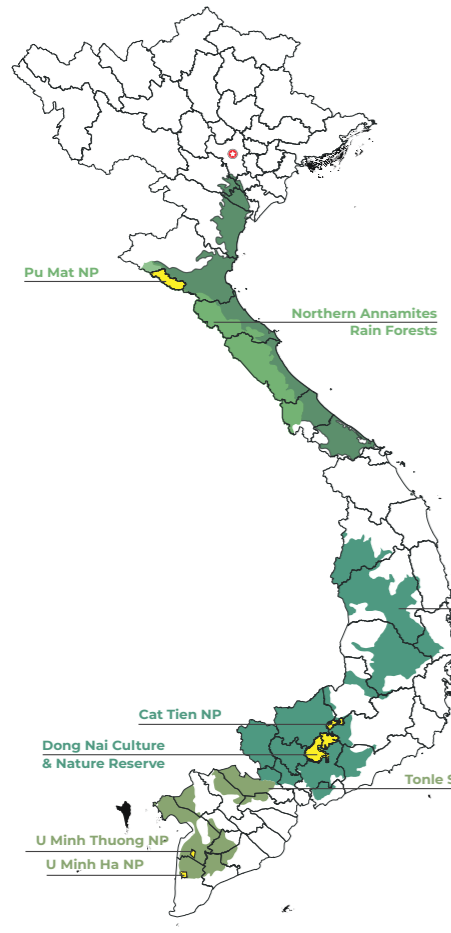 Pu Mat NP
Northern Annamites
Rain Forests
Cat Tien NP
Dong Nai Culture
& Nature Reserve
Tonle S
U Minh Thuong NP
U Minh Ha NP